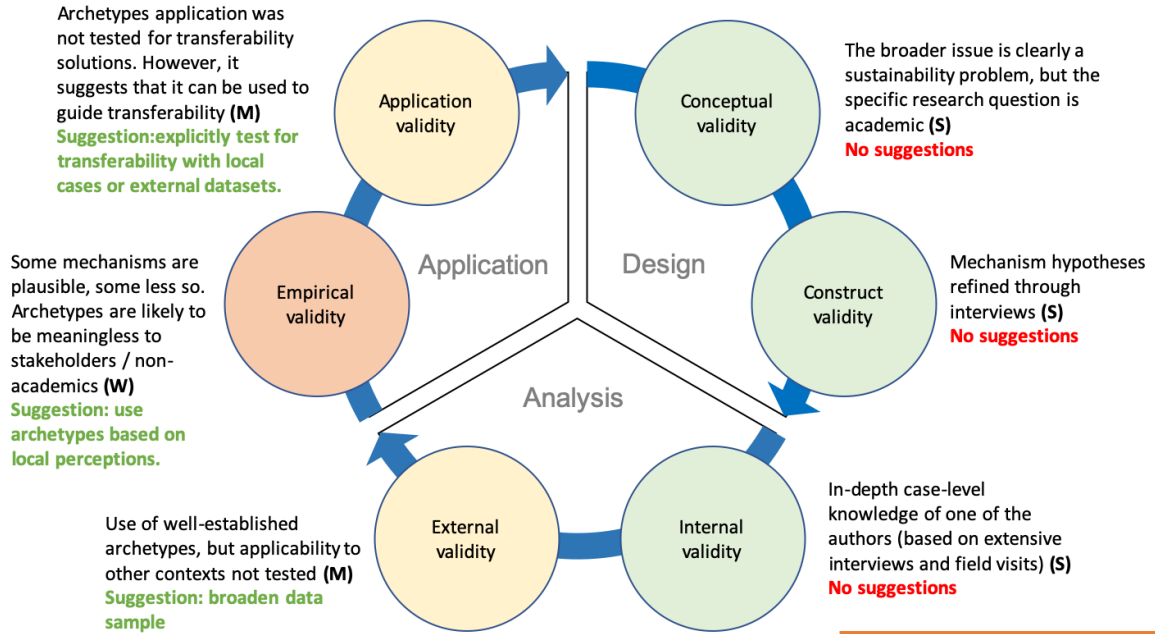 Archetypes application was
not tested for transferability
solutions. However, it
suggests that it can be used to
guide transferability (M)
Suggestion:explicitly test for
transferability with local
cases or external datasets.
Application
validity
Conceptual
validity
The broader issue is clearly a
sustainability problem, but the
specific research question is
academic (S)
No suggestions
Some mechanisms are
plausible, some less so.
Archetypes are likely to
be meaningless to
stakeholders / non-
academics (W)
Suggestion: use
archetypes based on
local perceptions.
Empirical
validity
Application
Design
Construct
validity
Mechanism hypotheses
refined through
interviews (S)
No suggestions
Analysis
Use of well-established
archetypes, but applicability to
other contexts not tested (M)
Suggestion: broaden data
sample
External
validity
Internal
validity
In-depth case-level
knowledge of one of the
authors (based on extensive
interviews and field visits) (S)
No suggestions